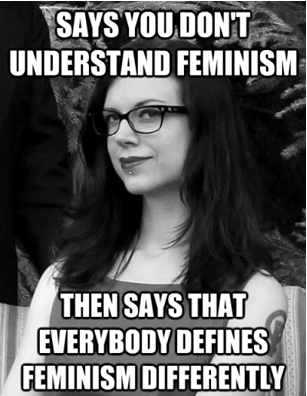 SAYS YOU DON'T
UNDERSTAND FEMINISM
THEN SAYS THAT
EVERYBODY DEFINES
FEMINISM DIFFERENTLY